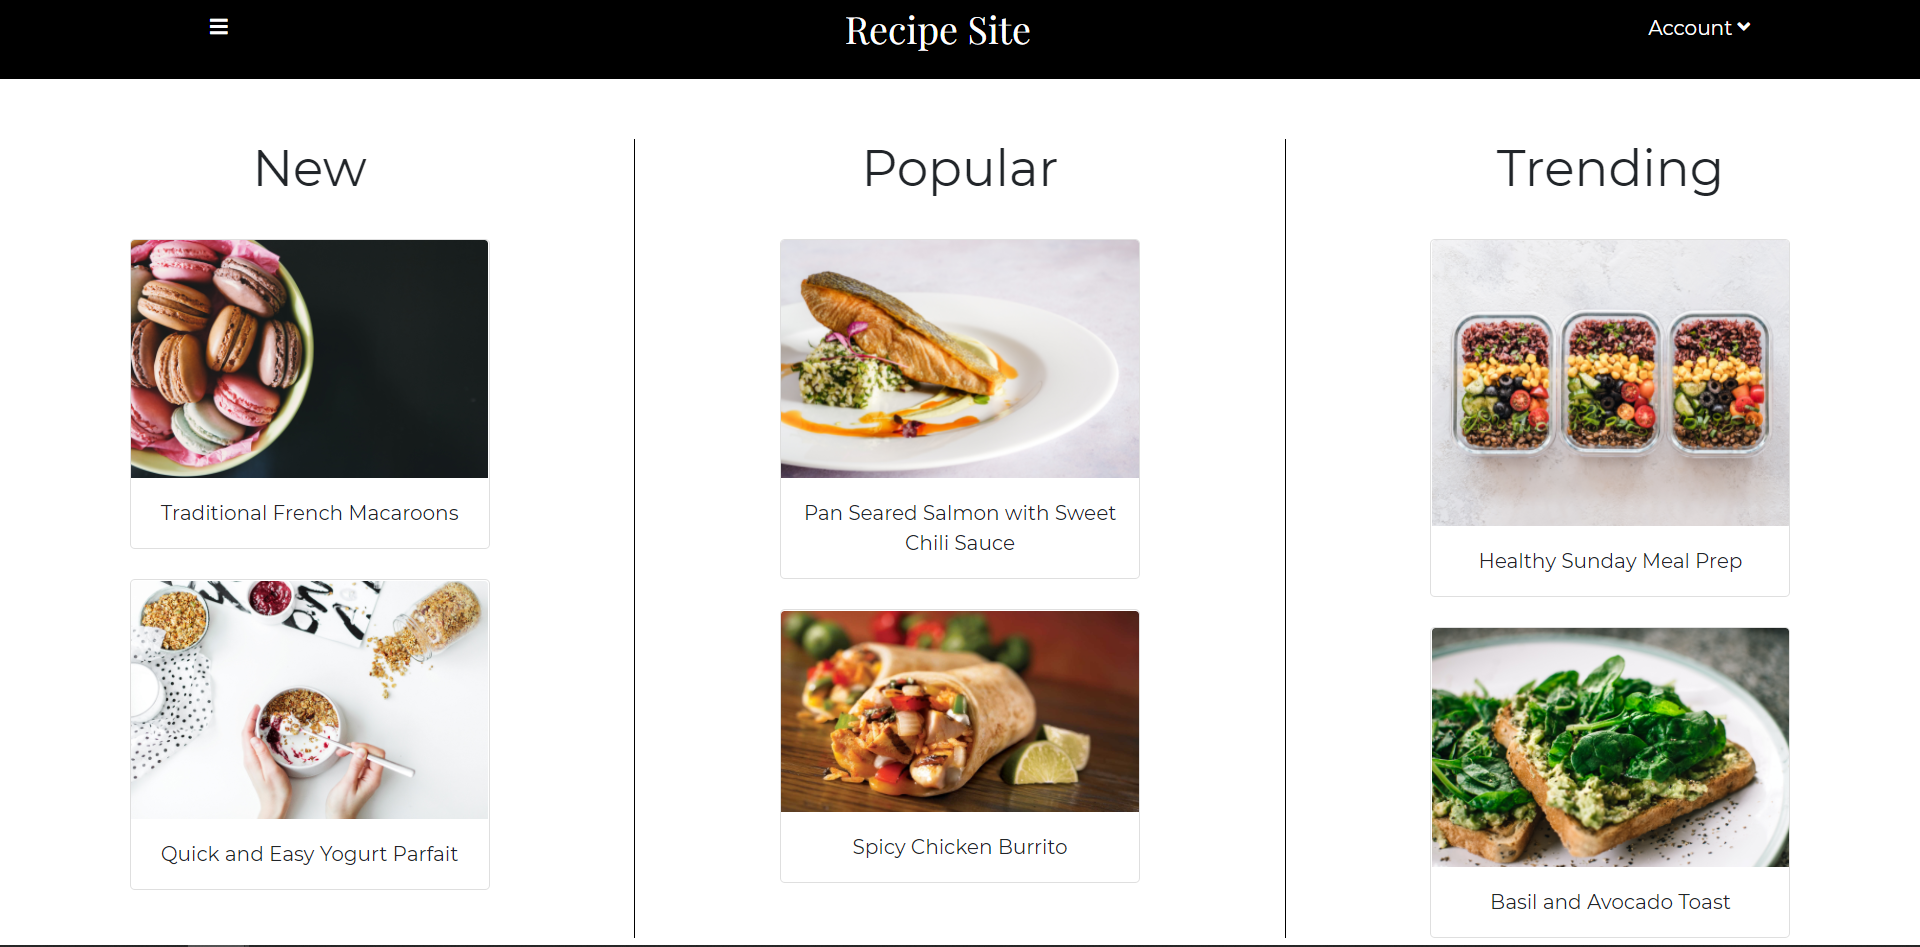 Recipe Site
Account
New
Popular
Trending
Traditional French Macaroons
Quick and Easy Yogurt Parfait
Pan Seared Salmon with Sweet
Chili Sauce
Spicy Chicken Burrito
Healthy Sunday Meal Prep
Basil and Avocado Toast